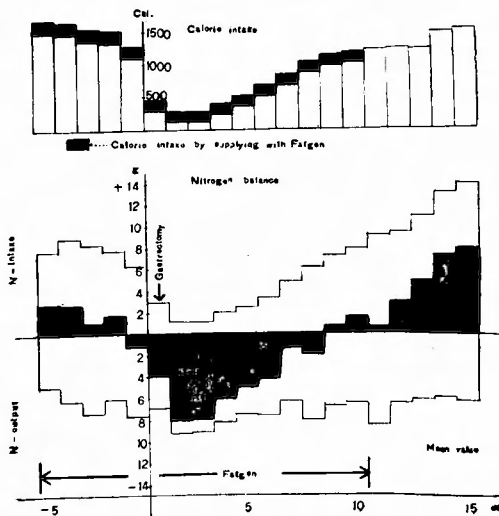 Cal.
1500
Calorie intake
1000
500
Calorie intake by supplying with Fatgen
g
+ 14
Nitrogen balance
12
10
8
6
4
2
N-intake
Gastrectomy
2
4
6
8
10
-14
N-output
Mean value
Fatgen
-5 0 5 10 15